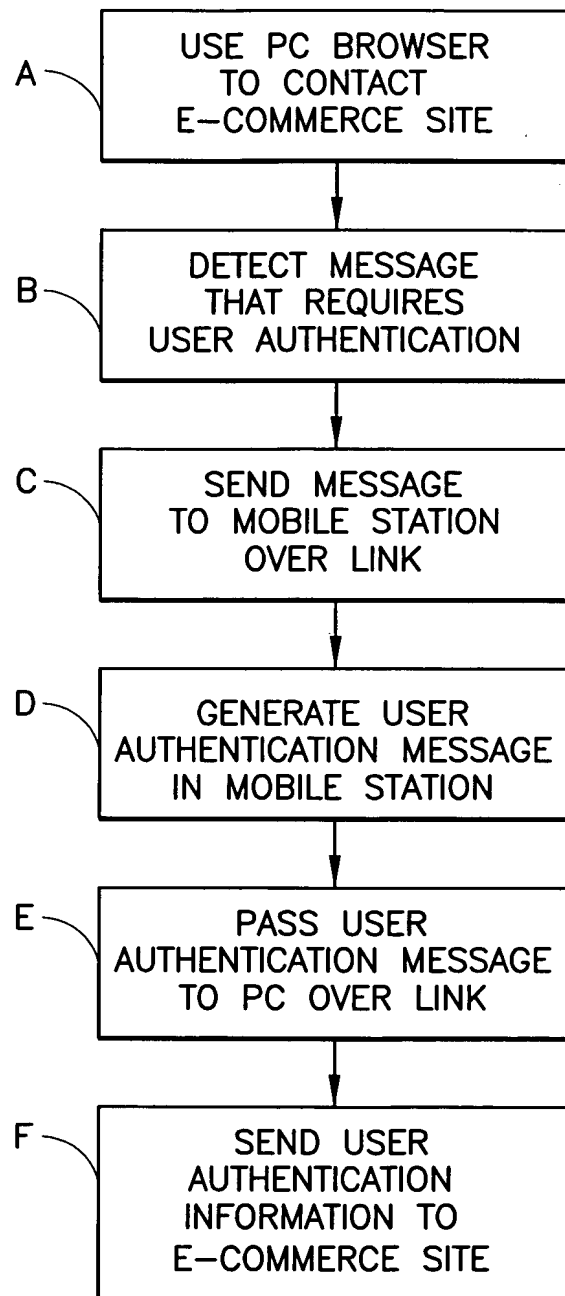 A
USE PC BROWSER
TO CONTACT
E-COMMERCE SITE
B
DETECT MESSAGE
THAT REQUIRES
USER AUTHENTICATION
C
SEND MESSAGE
TO MOBILE STATION
OVER LINK
D
GENERATE USER
AUTHENTICATION MESSAGE
IN MOBILE STATION
E
PASS USER
AUTHENTICATION MESSAGE
TO PC OVER LINK
F
SEND USER
AUTHENTICATION
INFORMATION TO
E-COMMERCE SITE